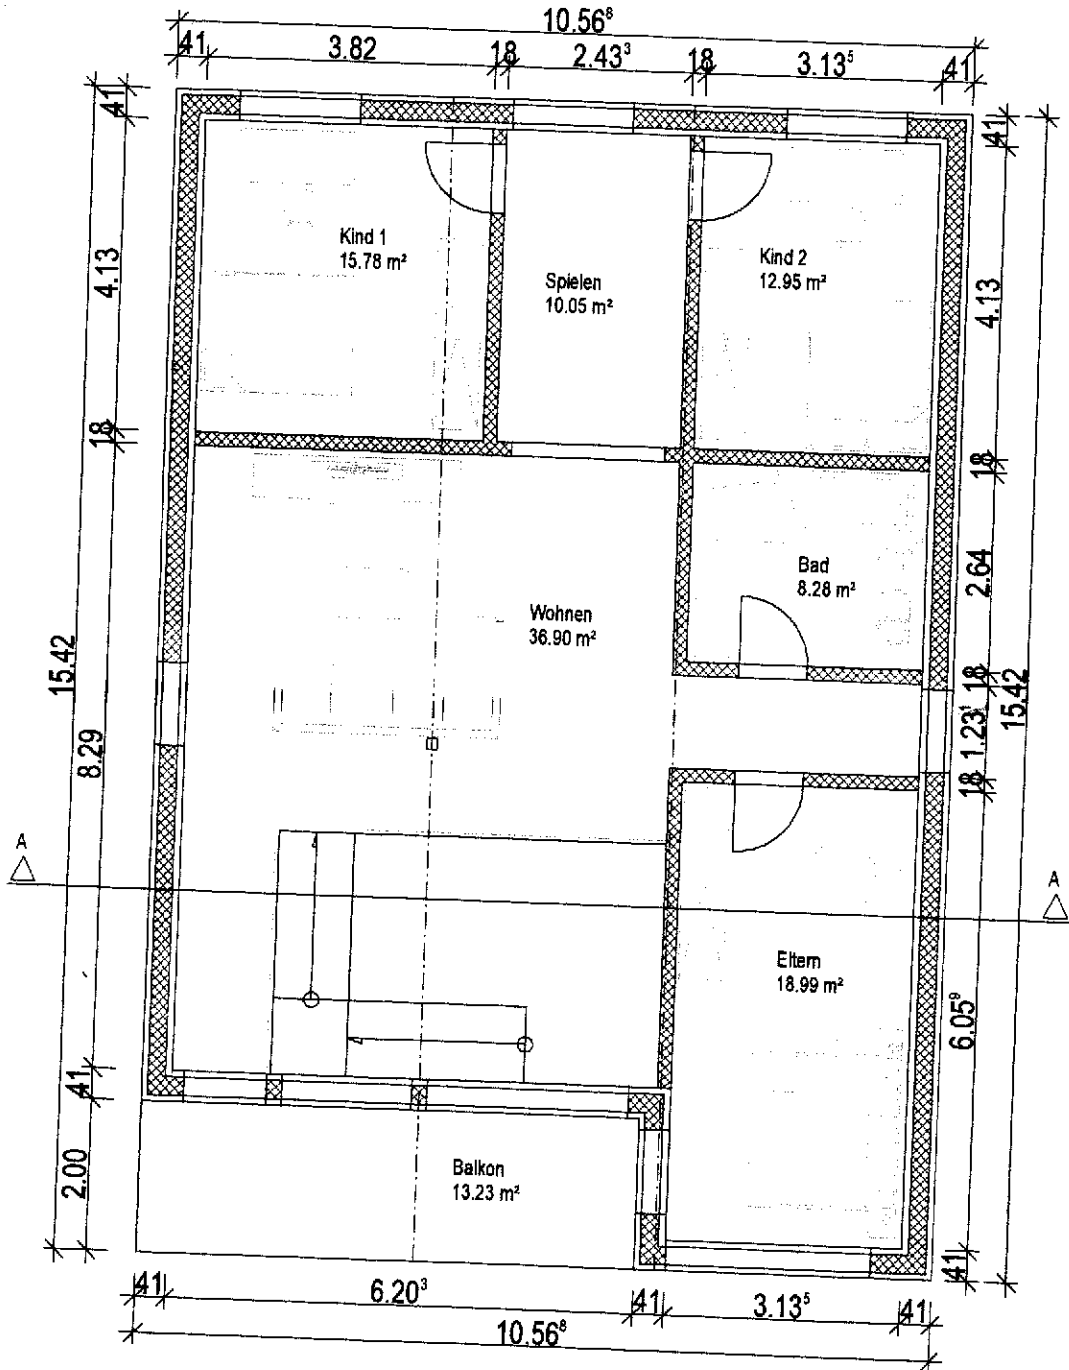 10.56⁸
41 3.82 18 2.43³ 18 3.13⁵ 41
41
41
Kind 1
15.78 m²
Spielen
10.05 m²
Kind 2
12.95 m²
4.13
4.13
18
18
Bad
8.28 m²
2.64
Wohnen
36.90 m²
15.42
18
15.42
1.23¹
8.29
18
A
A
Eltern
18.99 m²
6.05⁹
41
2.00
Balkon
13.23 m²
41
41 6.20³ 41 3.13⁵ 41
10.56⁸